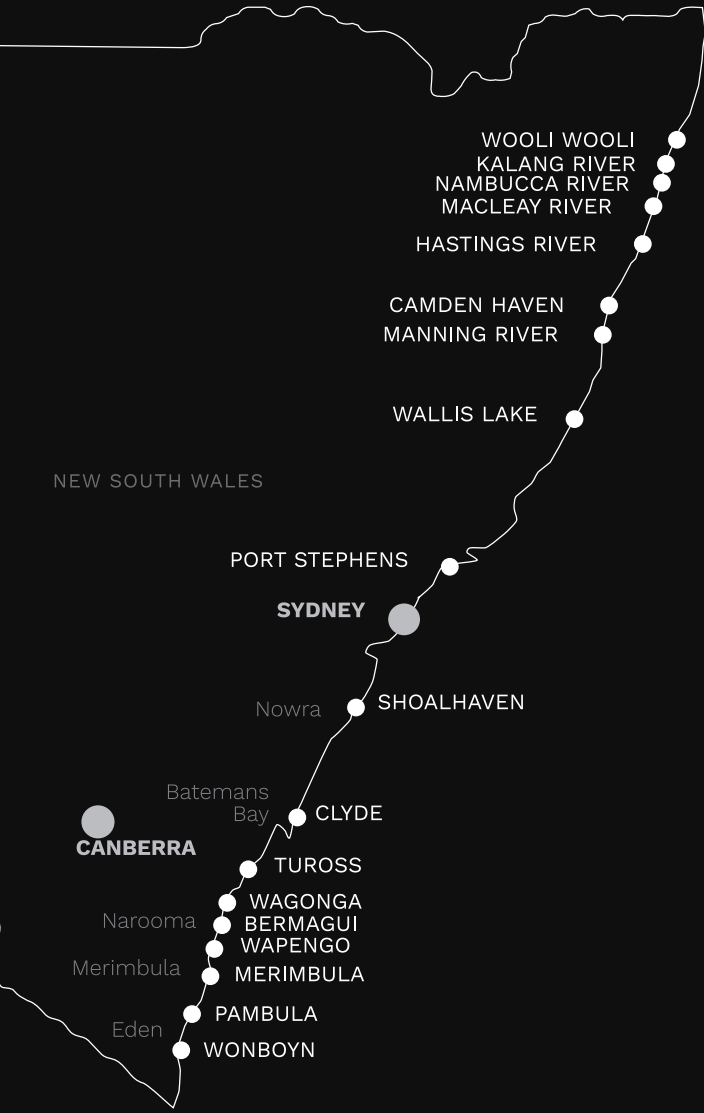 WOOLI WOOLI
KALANG RIVER
NAMBUCCA RIVER
MACLEAY RIVER
HASTINGS RIVER
CAMDEN HAVEN
MANNING RIVER
WALLIS LAKE
NEW SOUTH WALES
PORT STEPHENS
SYDNEY
SHOALHAVEN
Nowra
Batemans
Bay
CLYDE
CANBERRA
TUROSS
WAGONGA
Narooma
BERMAGUI
WAPENGO
Merimbula
MERIMBULA
PAMBULA
Eden
WONBOYN